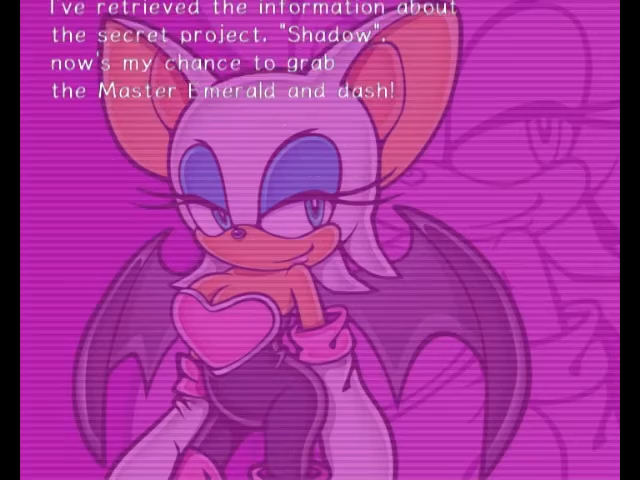 I've retrieved the information about
the secret project. "Shadow".
now's my chance to grab
the Master Emerald and dash!